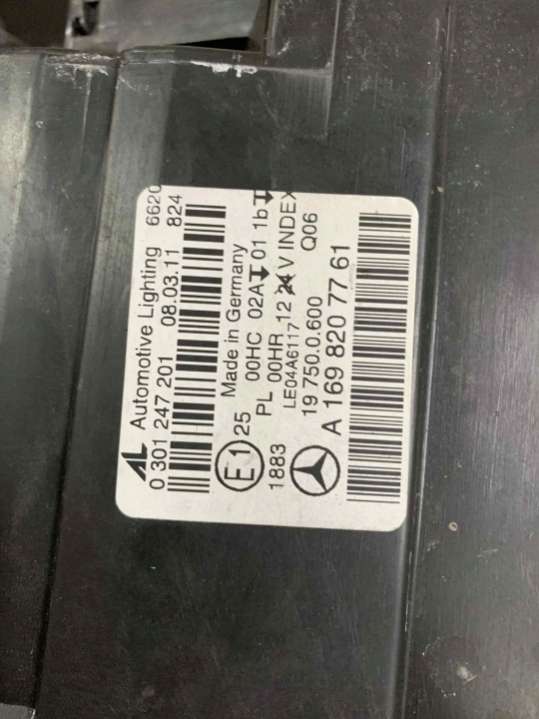 AL Automotive Lighting 6620
0 301 247 201 08.03.11 824
E1 25 Made in Germany
PL 00HC 02A 01 1b
1883 00HR 12 24 V INDEX
LE04A6117 Q06
19 750.0.600
A 169 820 77 61